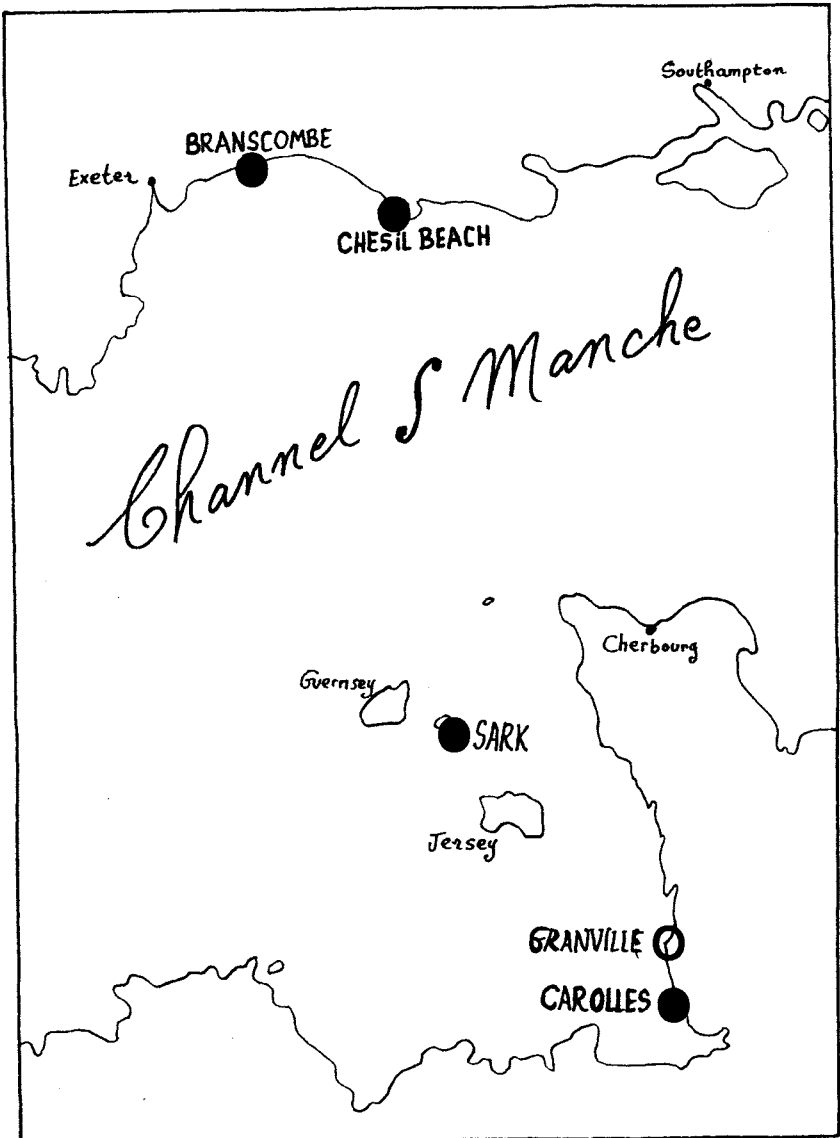 Southampton
BRANSCOMBE
Exeter
CHESIL BEACH
Channel
Manche
Cherbourg
Guernsey
SARK
Jersey
GRANVILLE
CAROLLES